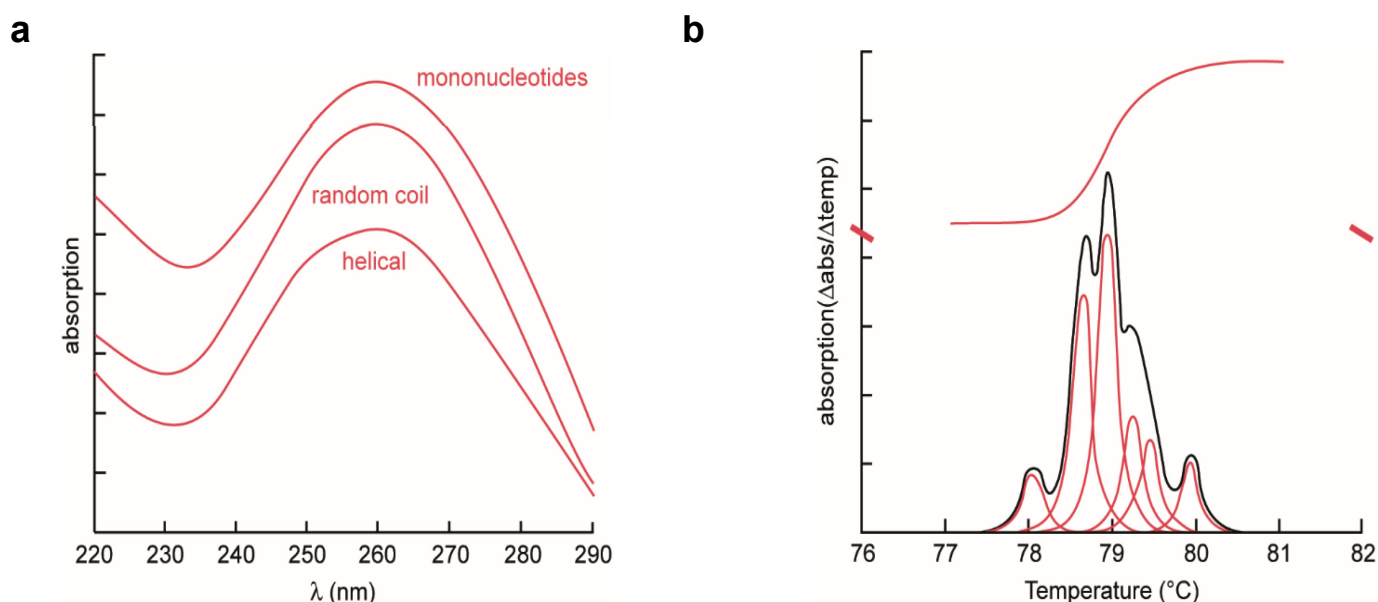 a
mononucleotides
random coil
helical
absorption
220 230 240 250 260 270 280 290
λ (nm)
b
absorption(Δabs/Δtemp)
76 77 78 79 80 81 82
Temperature (°C)